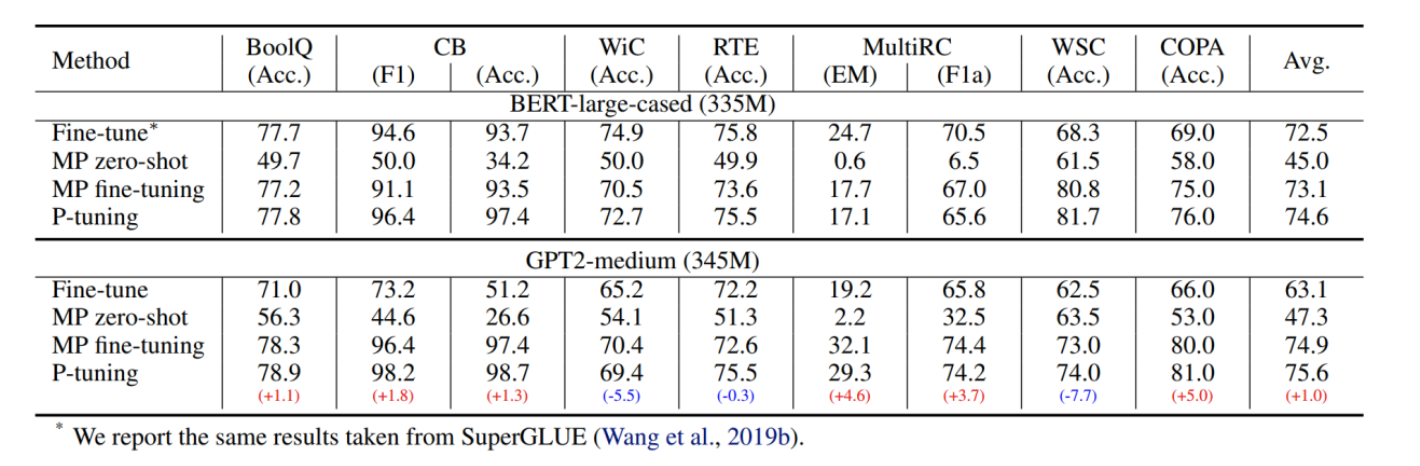 Method BoolQ CB WiC RTE MultiRC WSC COPA Avg.
(Acc.) (F1) (Acc.) (Acc.) (Acc.) (EM) (F1a) (Acc.) (Acc.)
BERT-large-cased (335M)
Fine-tune* 77.7 94.6 93.7 74.9 75.8 24.7 70.5 68.3 69.0 72.5
MP zero-shot 49.7 50.0 34.2 50.0 49.9 0.6 6.5 61.5 58.0 45.0
MP fine-tuning 77.2 91.1 93.5 70.5 73.6 17.7 67.0 80.8 75.0 73.1
P-tuning 77.8 96.4 97.4 72.7 75.5 17.1 65.6 81.7 76.0 74.6
GPT2-medium (345M)
Fine-tune 71.0 73.2 51.2 65.2 72.2 19.2 65.8 62.5 66.0 63.1
MP zero-shot 56.3 44.6 26.6 54.1 51.3 2.2 32.5 63.5 53.0 47.3
MP fine-tuning 78.3 96.4 97.4 70.4 72.6 32.1 74.4 73.0 80.0 74.9
P-tuning 78.9 98.2 98.7 69.4 75.5 29.3 74.2 74.0 81.0 75.6
(+1.1) (+1.8) (+1.3) (-5.5) (-0.3) (+4.6) (+3.7) (-7.7) (+5.0) (+1.0)
* We report the same results taken from SuperGLUE (Wang et al., 2019b).